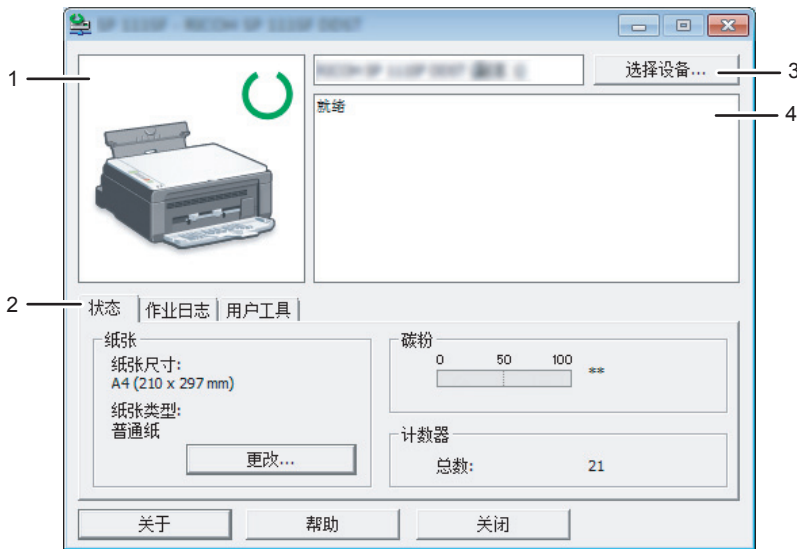 1
选择设备...
3
就绪
4
2
状态
作业日志
用户工具
纸张
纸张尺寸:
A4 (210 x 297 mm)
纸张类型:
普通纸
更改...
碳粉
0 50 100
**
计数器
总数: 21
关于
帮助
关闭